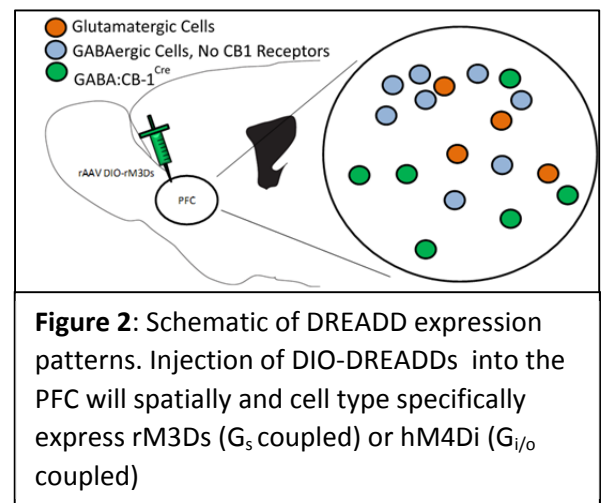 Glutamatergic Cells
GABAergic Cells, No CB1 Receptors
GABA:CB-1^Cre
rAAV DIO-rM3Ds
PFC
Figure 2: Schematic of DREADD expression
patterns. Injection of DIO-DREADDs into the
PFC will spatially and cell type specifically
express rM3Ds (Gs coupled) or hM4Di (Gi/o
coupled)